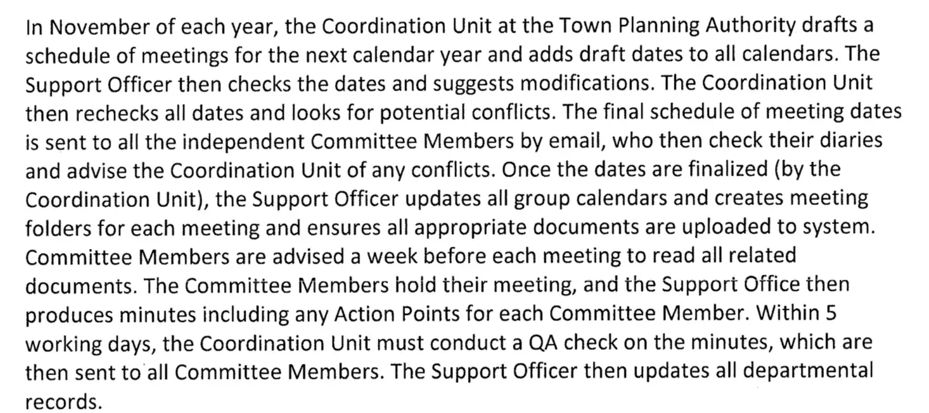 In November of each year, the Coordination Unit at the Town Planning Authority drafts a
schedule of meetings for the next calendar year and adds draft dates to all calendars. The
Support Officer then checks the dates and suggests modifications. The Coordination Unit
then rechecks all dates and looks for potential conflicts. The final schedule of meeting dates
is sent to all the independent Committee Members by email, who then check their diaries
and advise the Coordination Unit of any conflicts. Once the dates are finalized (by the
Coordination Unit), the Support Officer updates all group calendars and creates meeting
folders for each meeting and ensures all appropriate documents are uploaded to system.
Committee Members are advised a week before each meeting to read all related
documents. The Committee Members hold their meeting, and the Support Office then
produces minutes including any Action Points for each Committee Member. Within 5
working days, the Coordination Unit must conduct a QA check on the minutes, which are
then sent to all Committee Members. The Support Officer then updates all departmental
records.